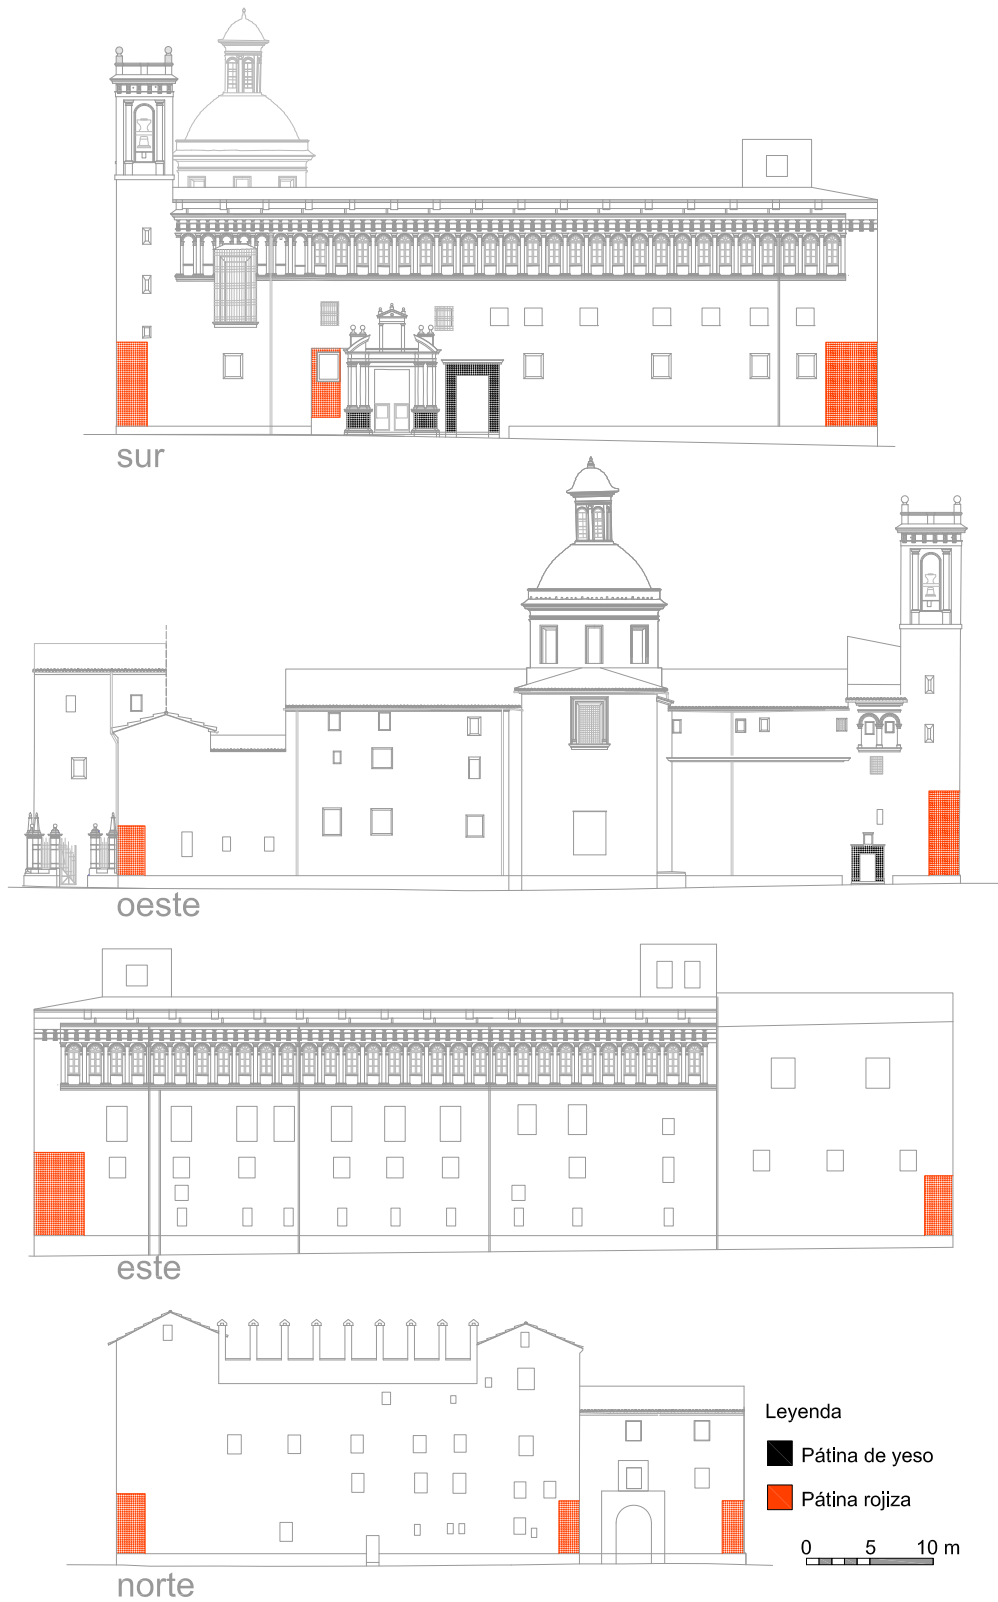 sur
oeste
este
norte
Leyenda
Pátina de yeso
Pátina rojiza
0 5 10 m